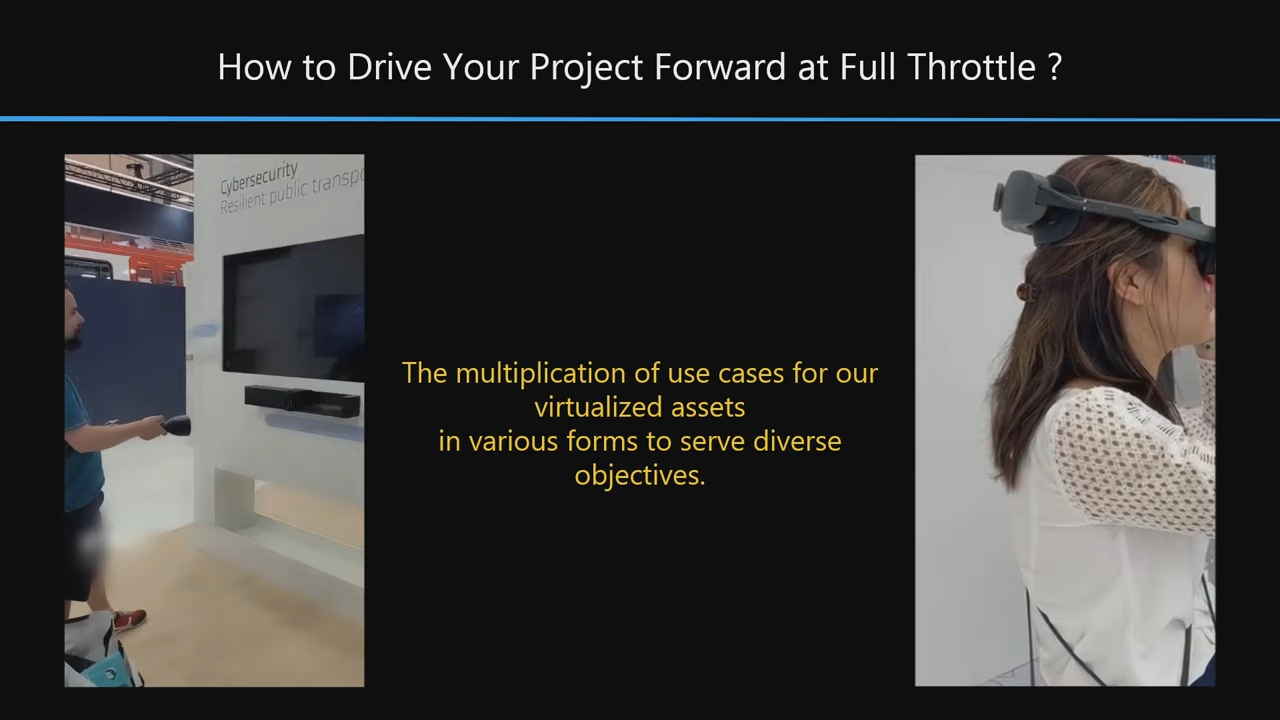 How to Drive Your Project Forward at Full Throttle ?
Cybersecurity
Resilient public transpo
The multiplication of use cases for our
virtualized assets
in various forms to serve diverse
objectives.